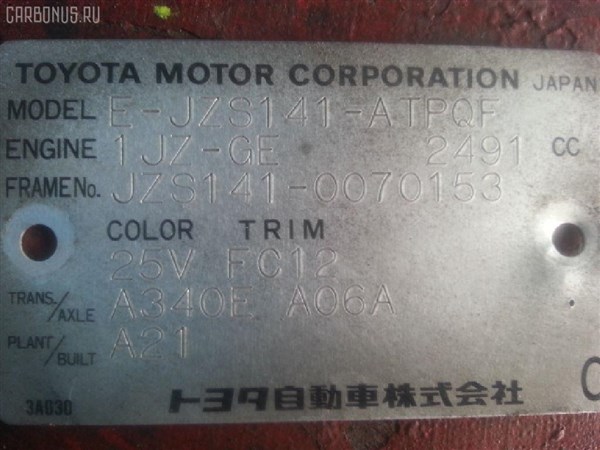 CARBONUS.RU
TOYOTA MOTOR CORPORATION JAPAN
MODEL E-JZS141-ATPQF
ENGINE 1JZ-GE 2491 CC
FRAME No. JZS141-0070153
COLOR TRIM
25V FC12
TRANS./AXLE A340E A06A
PLANT/BUILT A21
3A030 トヨタ自動車株式会社 C